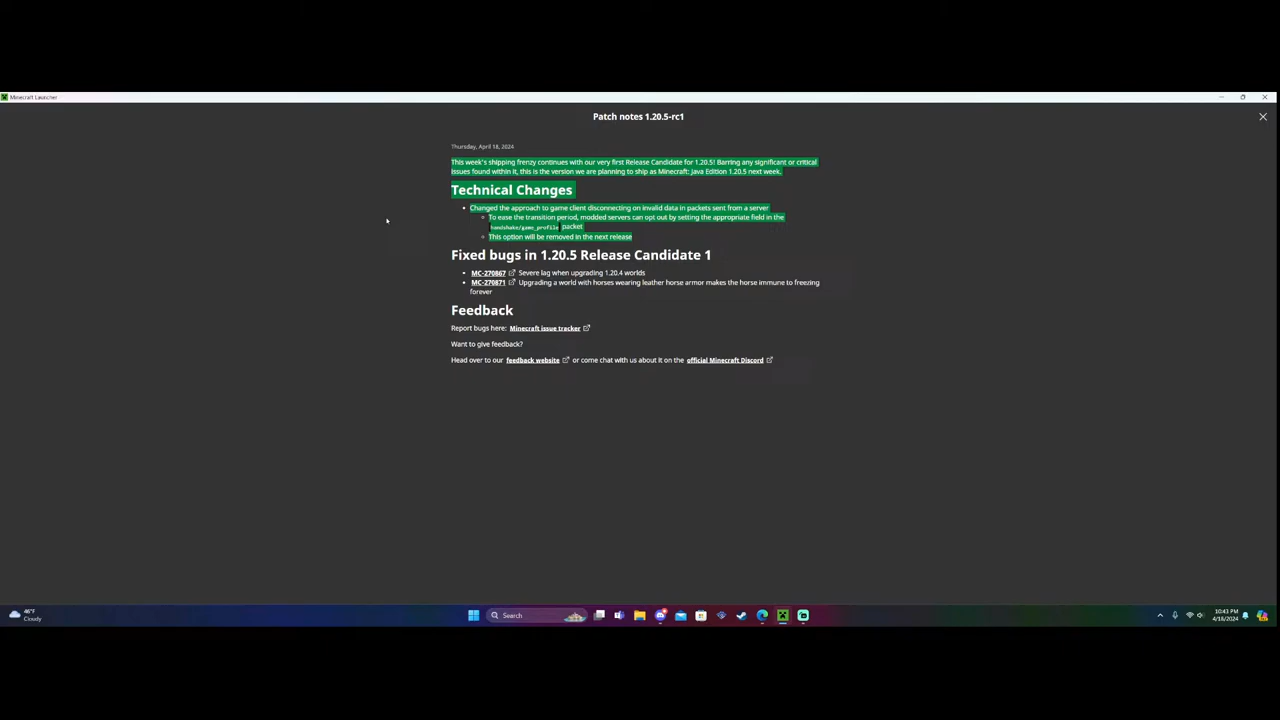 Minecraft Launcher
Patch notes 1.20.5-rc1
Thursday, April 18, 2024
This week's shipping frenzy continues with our very first Release Candidate for 1.20.5! Barring any significant or critical
issues found within it, this is the version we are planning to ship as Minecraft: Java Edition 1.20.5 next week.
Technical Changes
Changed the approach to game client disconnecting on invalid data in packets sent from a server
To ease the transition period, modded servers can opt out by setting the appropriate field in the
handshake/game_profile packet
This option will be removed in the next release
Fixed bugs in 1.20.5 Release Candidate 1
MC-270867 Severe lag when upgrading 1.20.4 worlds
MC-270871 Upgrading a world with horses wearing leather horse armor makes the horse immune to freezing
forever
Feedback
Report bugs here: Minecraft issue tracker
Want to give feedback?
Head over to our feedback website or come chat with us about it on the official Minecraft Discord
46°F
Cloudy
Search
10:43 PM
4/18/2024